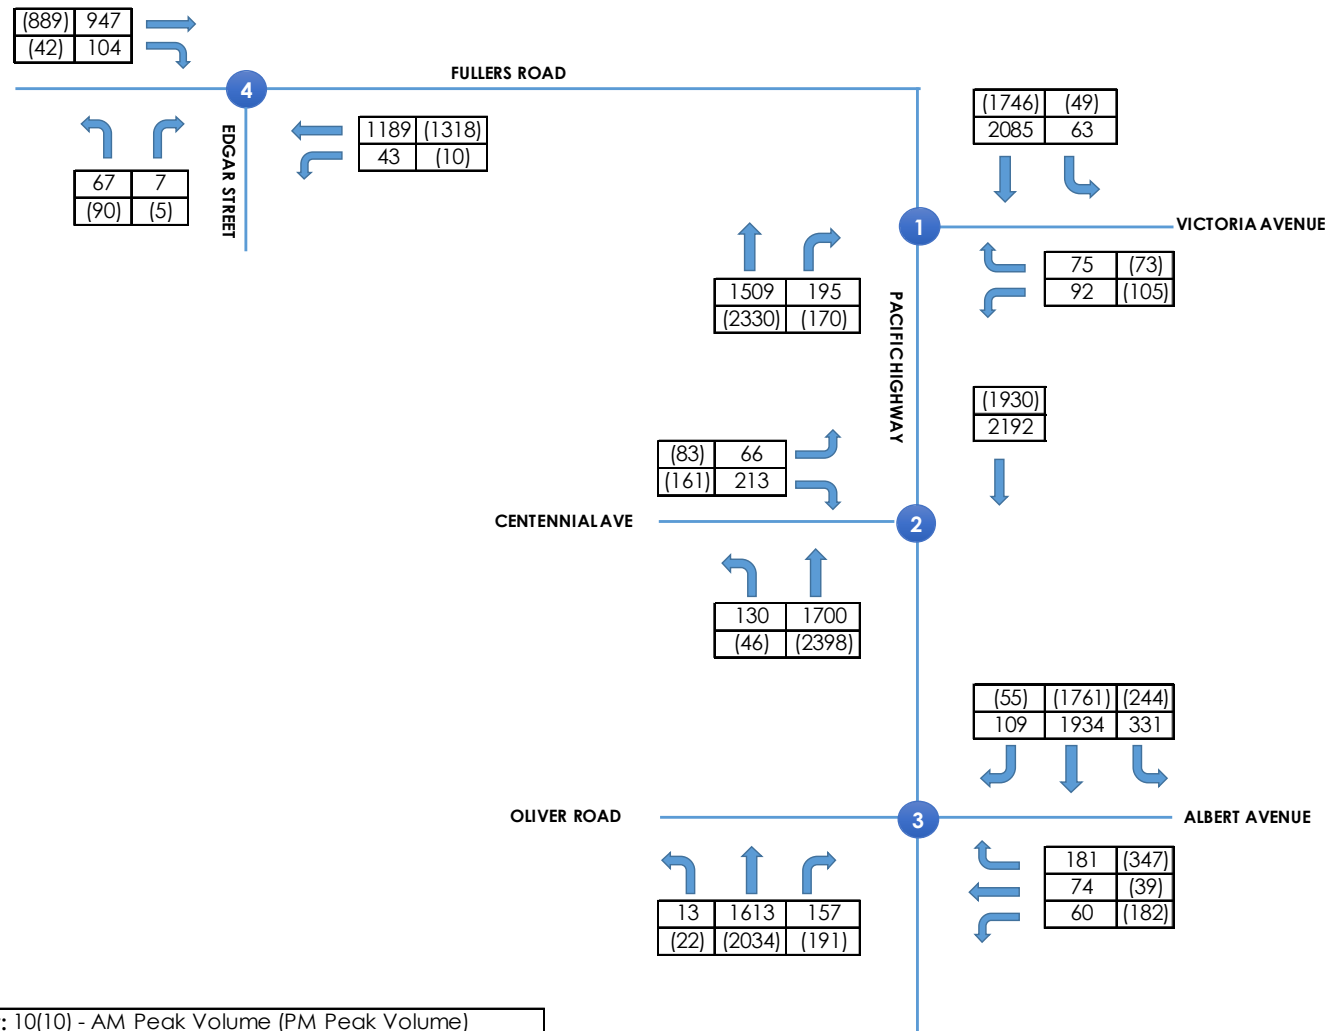 (889) 947
(42) 104
FULLERS ROAD
4
(1746) (49)
2085 63
1189 (1318)
43 (10)
EDGAR STREET
67 7
(90) (5)
1
VICTORIA AVENUE
75 (73)
92 (105)
1509 195
(2330) (170)
PACIFIC HIGHWAY
(1930)
2192
(83) 66
(161) 213
CENTENNIAL AVE
2
130 1700
(46) (2398)
(55) (1761) (244)
109 1934 331
OLIVER ROAD
3
ALBERT AVENUE
181 (347)
74 (39)
60 (182)
13 1613 157
(22) (2034) (191)
: 10(10) - AM Peak Volume (PM Peak Volume)